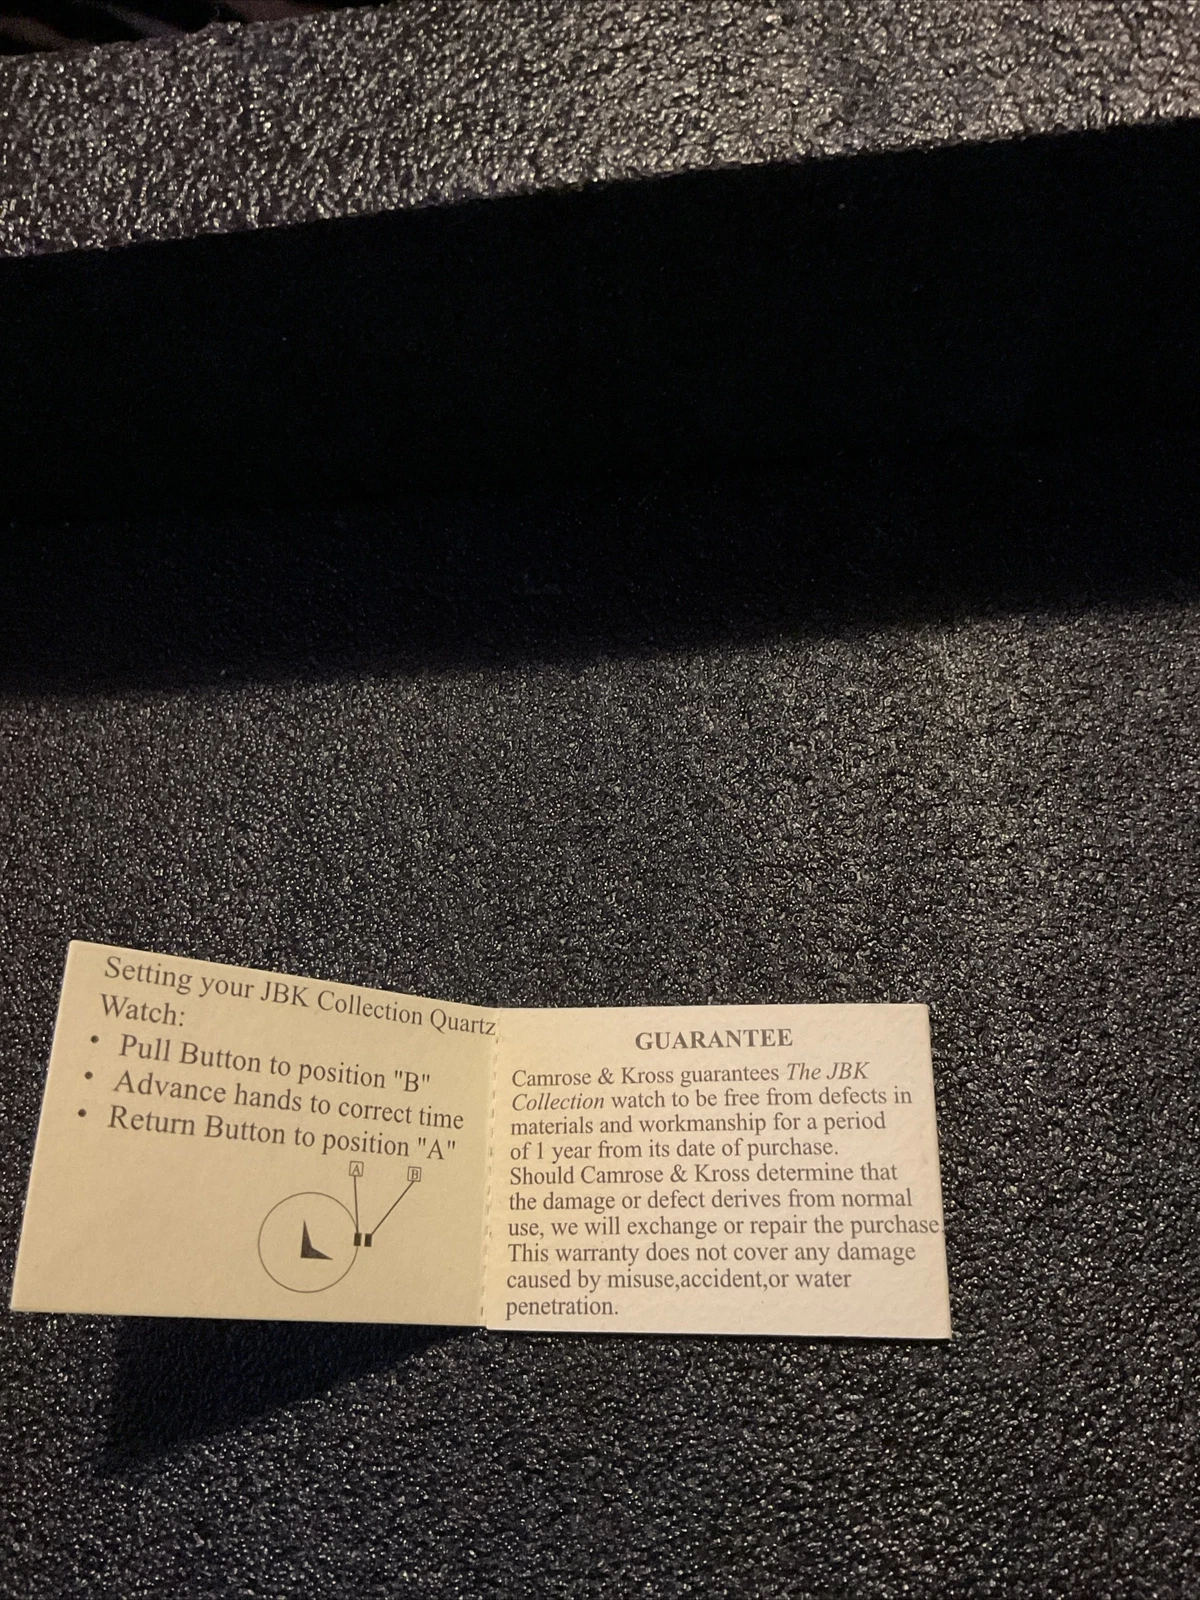 Setting your JBK Collection Quartz
Watch:
• Pull Button to position "B"
• Advance hands to correct time
• Return Button to position "A"
A B
GUARANTEE
Camrose & Kross guarantees The JBK
Collection watch to be free from defects in
materials and workmanship for a period
of 1 year from its date of purchase.
Should Camrose & Kross determine that
the damage or defect derives from normal
use, we will exchange or repair the purchase.
This warranty does not cover any damage
caused by misuse,accident,or water
penetration.